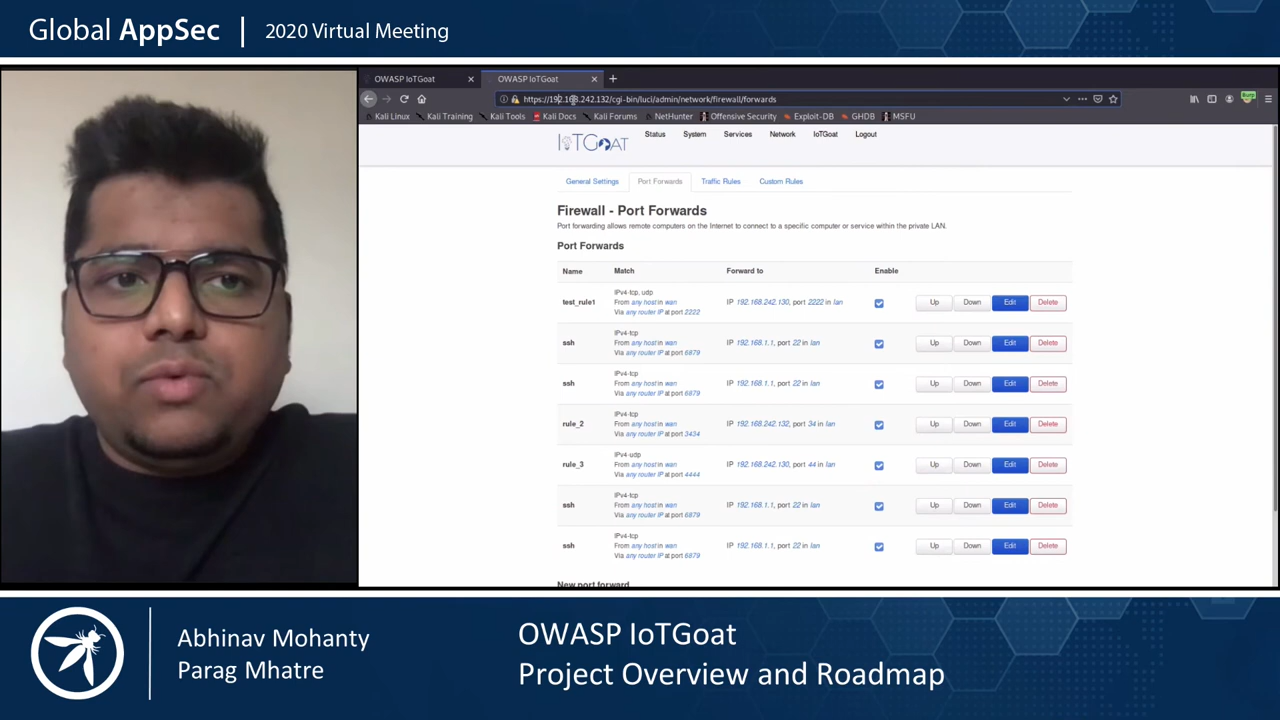 Global AppSec | 2020 Virtual Meeting
OWASP IoTGoat
OWASP IoTGoat
https://192.168.242.132/cgi-bin/luci/admin/network/firewall/forwards
Burp
Kali Linux Kali Training Kali Tools Kali Docs Kali Forums NetHunter Offensive Security Exploit-DB GHDB MSFU
IoTGoat
Status System Services Network IoTGoat Logout
General Settings Port Forwards Traffic Rules Custom Rules
Firewall - Port Forwards
Port forwarding allows remote computers on the Internet to connect to a specific computer or service within the private LAN.
Port Forwards
Name Match Forward to Enable
IPv4-tcp, udp
test_rule1 From any host in wan IP 192.168.242.130, port 2222 in lan Up Down Edit Delete
Via any router IP at port 2222
IPv4-tcp
ssh From any host in wan IP 192.168.1.1, port 22 in lan Up Down Edit Delete
Via any router IP at port 6879
IPv4-tcp
ssh From any host in wan IP 192.168.1.1, port 22 in lan Up Down Edit Delete
Via any router IP at port 6879
IPv4-tcp
rule_2 From any host in wan IP 192.168.242.132, port 34 in lan Up Down Edit Delete
Via any router IP at port 3434
IPv4-udp
rule_3 From any host in wan IP 192.168.242.130, port 44 in lan Up Down Edit Delete
Via any router IP at port 4444
IPv4-tcp
ssh From any host in wan IP 192.168.1.1, port 22 in lan Up Down Edit Delete
Via any router IP at port 6879
IPv4-tcp
ssh From any host in wan IP 192.168.1.1, port 22 in lan Up Down Edit Delete
Via any router IP at port 6879
New port forward
Abhinav Mohanty
Parag Mhatre
OWASP IoTGoat
Project Overview and Roadmap